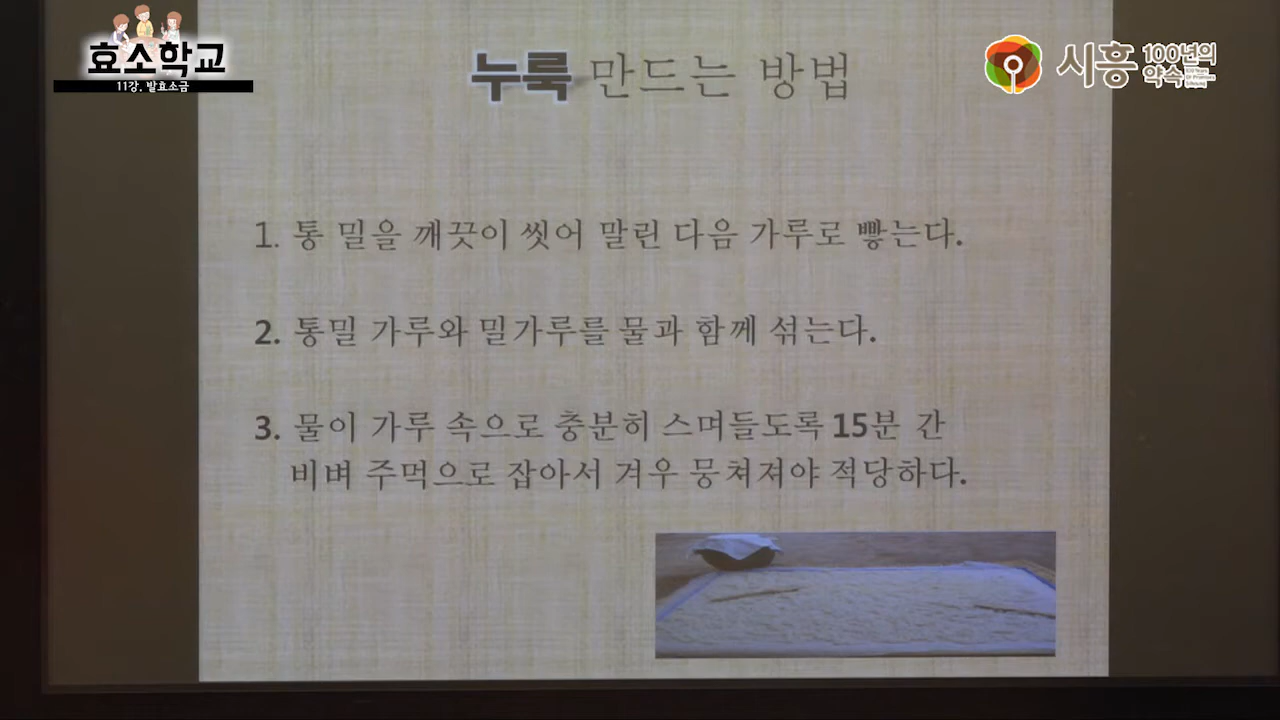 효소학교
11강. 발효소금
시흥 100년의 약속
누룩 만드는 방법
1. 통 밀을 깨끗이 씻어 말린 다음 가루로 빻는다.
2. 통밀 가루와 밀가루를 물과 함께 섞는다.
3. 물이 가루 속으로 충분히 스며들도록 15분 간
비벼 주먹으로 잡아서 겨우 뭉쳐져야 적당하다.